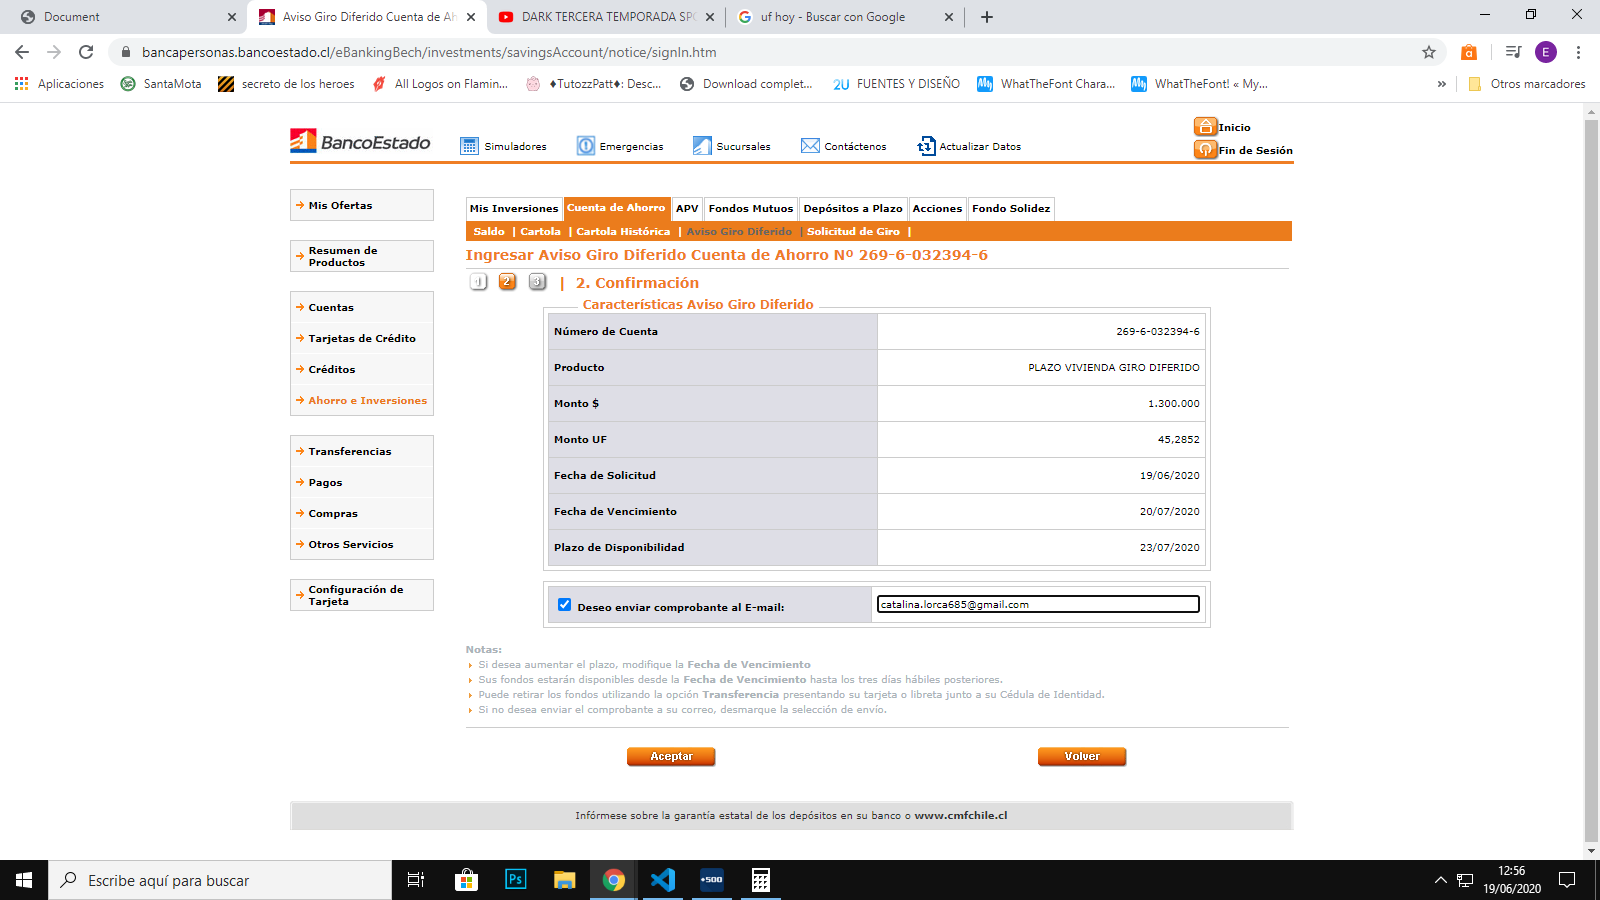 Document
Aviso Giro Diferido Cuenta de Ah
DARK TERCERA TEMPORADA SPO
uf hoy - Buscar con Google
bancapersonas.bancoestado.cl/eBankingBech/investments/savingsAccount/notice/signIn.htm
E
Aplicaciones
SantaMota
secreto de los heroes
All Logos on Flamin...
♦TutozzPatt♦: Desc...
Download complet...
2U FUENTES Y DISEÑO
My WhatTheFont Chara...
My WhatTheFont! « My...
»
Otros marcadores
BancoEstado
Simuladores
Emergencias
Sucursales
Contáctenos
Actualizar Datos
Inicio
Fin de Sesión
Mis Ofertas
Resumen de
Productos
Cuentas
Tarjetas de Crédito
Créditos
Ahorro e Inversiones
Transferencias
Pagos
Compras
Otros Servicios
Configuración de
Tarjeta
Mis Inversiones Cuenta de Ahorro APV Fondos Mutuos Depósitos a Plazo Acciones Fondo Solidez
Saldo | Cartola | Cartola Histórica | Aviso Giro Diferido | Solicitud de Giro |
Ingresar Aviso Giro Diferido Cuenta de Ahorro Nº 269-6-032394-6
1 2 3 | 2. Confirmación
Características Aviso Giro Diferido
Número de Cuenta 269-6-032394-6
Producto PLAZO VIVIENDA GIRO DIFERIDO
Monto $ 1.300.000
Monto UF 45,2852
Fecha de Solicitud 19/06/2020
Fecha de Vencimiento 20/07/2020
Plazo de Disponibilidad 23/07/2020
Deseo enviar comprobante al E-mail: catalina.lorca685@gmail.com
Notas:
Si desea aumentar el plazo, modifique la Fecha de Vencimiento
Sus fondos estarán disponibles desde la Fecha de Vencimiento hasta los tres días hábiles posteriores.
Puede retirar los fondos utilizando la opción Transferencia presentando su tarjeta o libreta junto a su Cédula de Identidad.
Si no desea enviar el comprobante a su correo, desmarque la selección de envío.
Aceptar
Volver
Infórmese sobre la garantía estatal de los depósitos en su banco o www.cmfchile.cl
Escribe aquí para buscar
Ps
+500
12:56
19/06/2020